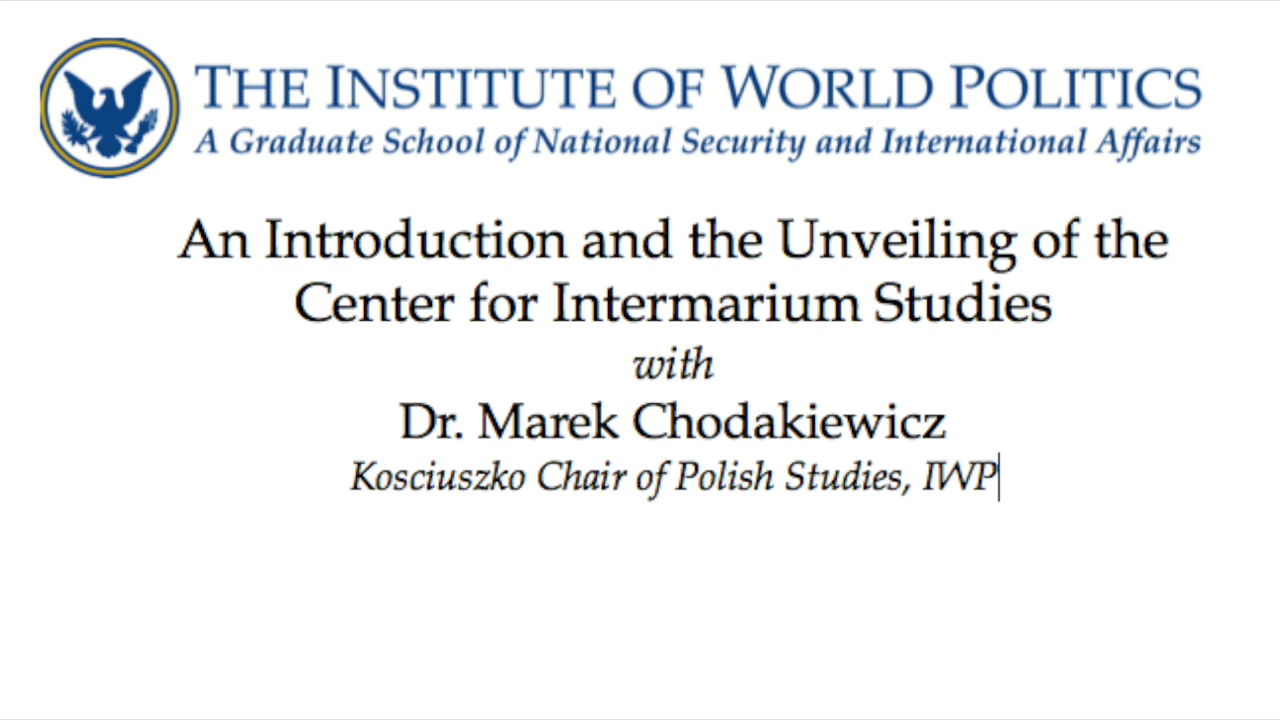 THE INSTITUTE OF WORLD POLITICS
A Graduate School of National Security and International Affairs
An Introduction and the Unveiling of the
Center for Intermarium Studies
with
Dr. Marek Chodakiewicz
Kosciuszko Chair of Polish Studies, IWP